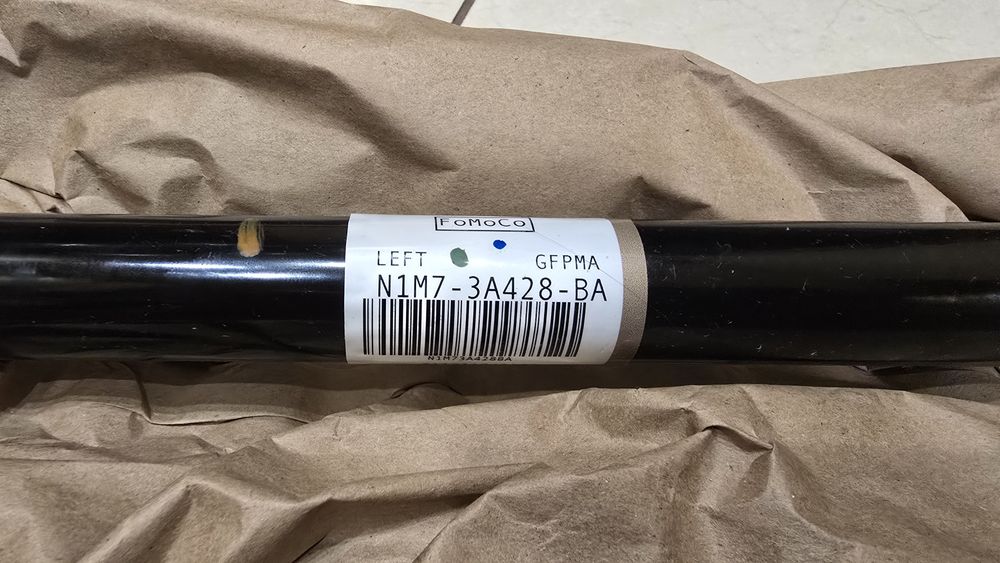 FoMoCo
LEFT GFPMA
N1M7-3A428-BA
N1M73A428BA